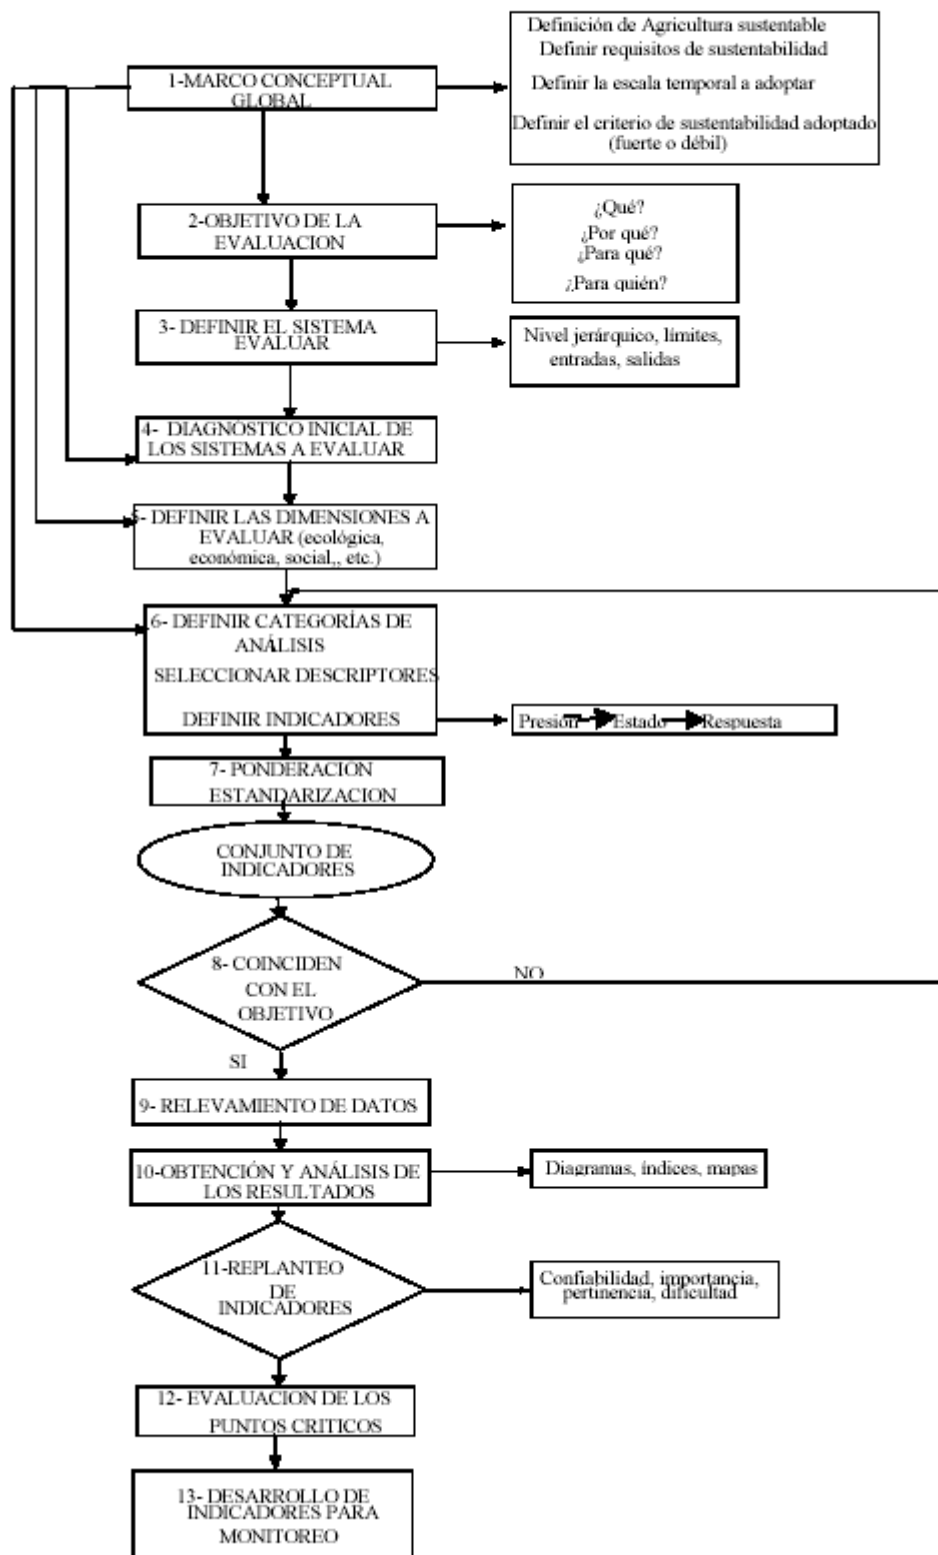 Definición de Agricultura sustentable
Definir requisitos de sustentabilidad
Definir la escala temporal a adoptar
Definir el criterio de sustentabilidad adoptado
(fuerte o débil)
1-MARCO CONCEPTUAL
GLOBAL
2-OBJETIVO DE LA
EVALUACION
¿Qué?
¿Por qué?
¿Para qué?
¿Para quién?
3- DEFINIR EL SISTEMA
EVALUAR
Nivel jerárquico, límites,
entradas, salidas
4- DIAGNÓSTICO INICIAL DE
LOS SISTEMAS A EVALUAR
5- DEFINIR LAS DIMENSIONES A
EVALUAR (ecológica,
económica, social,, etc.)
6- DEFINIR CATEGORÍAS DE
ANÁLISIS
SELECCIONAR DESCRIPTORES
DEFINIR INDICADORES
Presión Estado Respuesta
7- PONDERACION
ESTANDARIZACION
CONJUNTO DE
INDICADORES
8- COINCIDEN
CON EL
OBJETIVO
NO
SI
9- RELEVAMIENTO DE DATOS
10-OBTENCIÓN Y ANÁLISIS DE
LOS RESULTADOS
Diagramas, índices, mapas
11-REPLANTEO
DE
INDICADORES
Confiabilidad, importancia,
pertinencia, dificultad
12- EVALUACION DE LOS
PUNTOS CRITICOS
13- DESARROLLO DE
INDICADORES PARA
MONITOREO